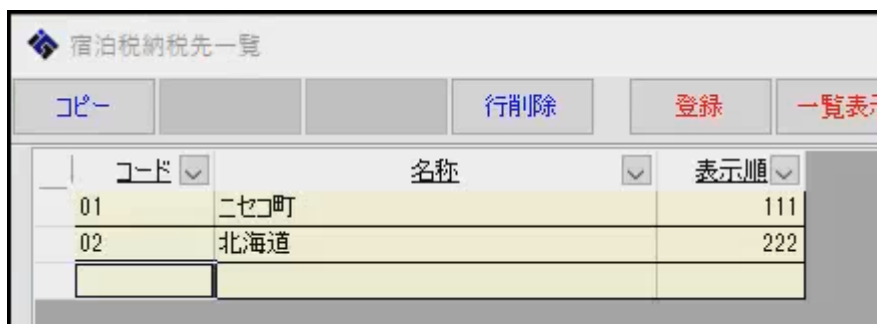 宿泊税納税先一覧
コピー 行削除 登録 一覧表
コード 名称 表示順
01 ニセコ町 111
02 北海道 222